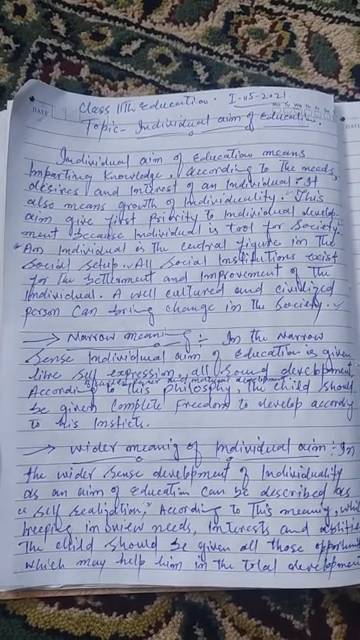 DATE
Class 11th education. 1-05-2021.
Topic- Individual aim of Education.
Individual aim of Education means
Imparting Knowledge, according to the needs,
desires and interest of an Individual. It
also means growth of Individuality. This
aim give first Priority to Individual develop-
ment because Individual is tool for Society.
* An Individual is the central figure in the
Social setup. All Social Institutions exist
for the betterment and Improvement of the
Individual. A well cultured and civilized
person can bring change in the Society.
→ Narrow meaning :- In the Narrow
Sense Individual aim of Education is given
like self expression, all round development
According to this Philosophy, the child should
be given complete freedom to develop accordy
to his Insticts.
→ wider meanig of Individual aim: In
the wider sense development of Individuality
as an aim of Education can be described as
"Self Realization," According to This meaning, whi
keeping in view needs, Interests and abilitie
The child should be given all those opportuni
which may help him in the total developmen